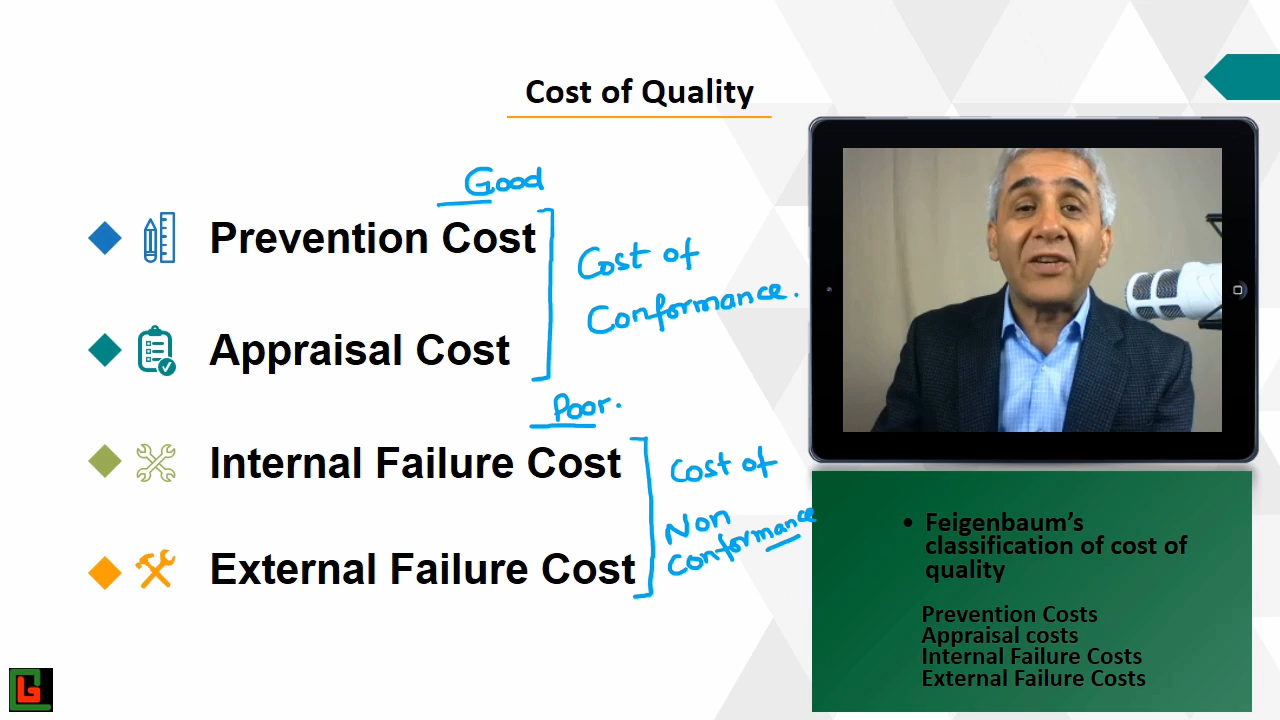 Cost of Quality
Good
Prevention Cost
Cost of
Conformance.
Appraisal Cost
Poor.
Internal Failure Cost
Cost of
Non
conformance
External Failure Cost
• Feigenbaum's
classification of cost of
quality
Prevention Costs
Appraisal costs
Internal Failure Costs
External Failure Costs
LG